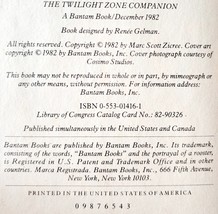 THE TWILIGHT ZONE COMPANION
A Bantam Book/December 1982
Book designed by Renée Gelman.
All rights reserved. Copyright © 1982 by Marc Scott Zicree. Cover art
copyright © 1982 by Bantam Books, Inc. Cover photograph courtesy of
Cosimo Studios.
This book may not be reproduced in whole or in part, by mimeograph or
any other means, without permission. For information address:
Bantam Books, Inc.
ISBN 0-553-01416-1
Library of Congress Catalog Card No.: 82-90326
Published simultaneously in the United States and Canada
Bantam Books are published by Bantam Books, Inc. Its trademark,
consisting of the words "Bantam Books" and the portrayal of a rooster,
is Registered in U.S. Patent and Trademark Office and in other
countries. Marca Registrada. Bantam Books, Inc., 666 Fifth Avenue,
New York, New York 10103.
PRINTED IN THE UNITED STATES OF AMERICA
0 9 8 7 6 5 4 3